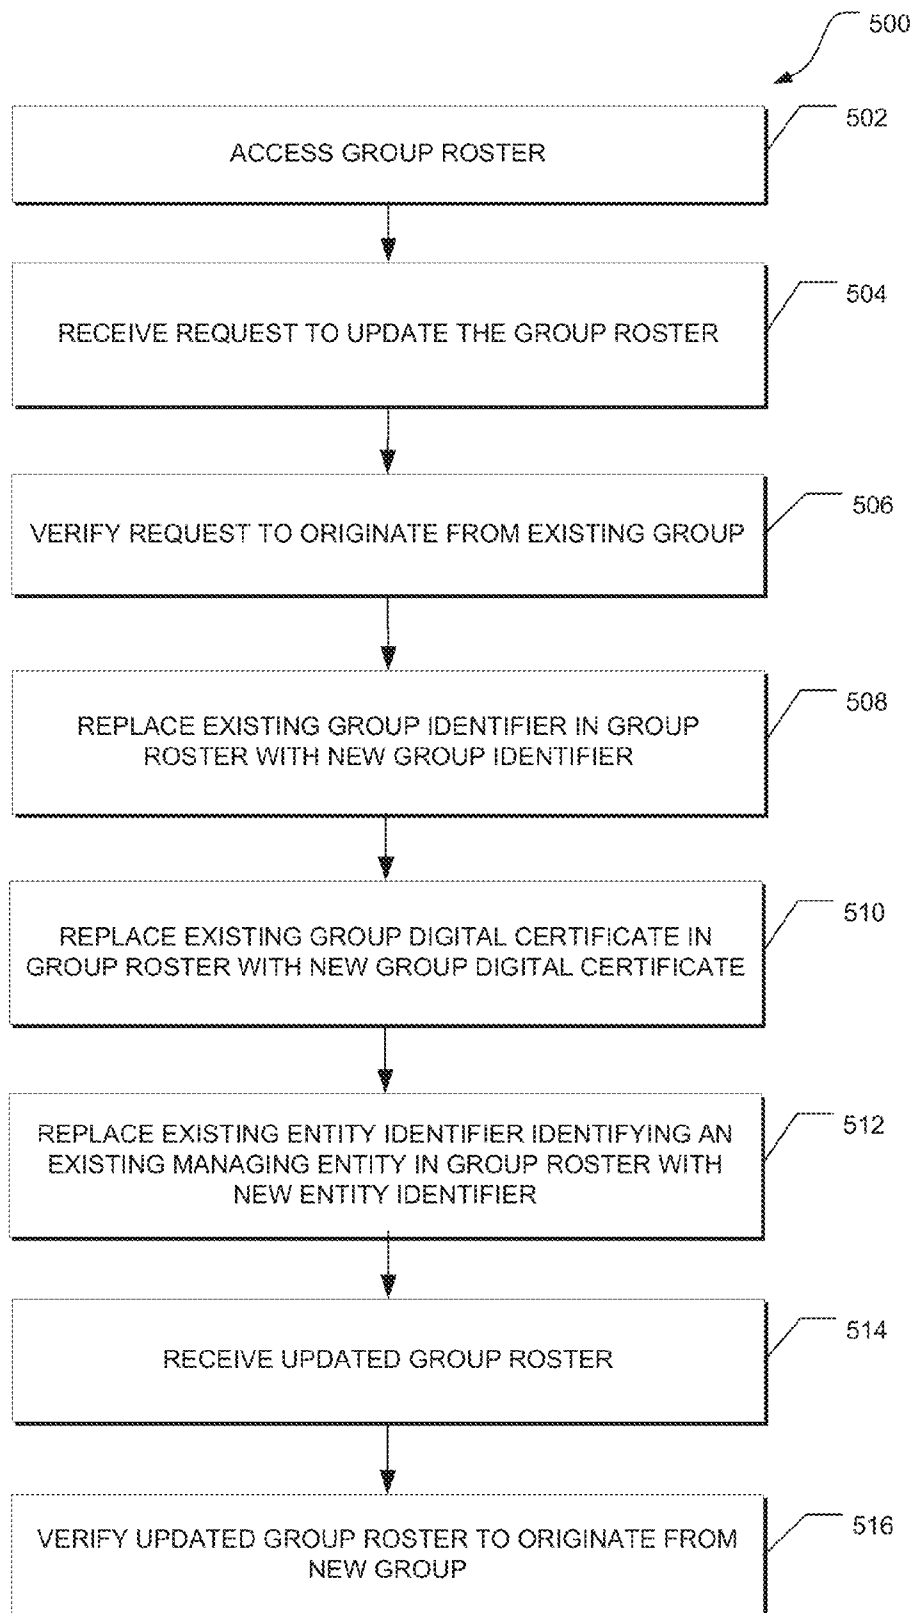 500
502
ACCESS GROUP ROSTER
504
RECEIVE REQUEST TO UPDATE THE GROUP ROSTER
506
VERIFY REQUEST TO ORIGINATE FROM EXISTING GROUP
508
REPLACE EXISTING GROUP IDENTIFIER IN GROUP
ROSTER WITH NEW GROUP IDENTIFIER
510
REPLACE EXISTING GROUP DIGITAL CERTIFICATE IN
GROUP ROSTER WITH NEW GROUP DIGITAL CERTIFICATE
512
REPLACE EXISTING ENTITY IDENTIFIER IDENTIFYING AN
EXISTING MANAGING ENTITY IN GROUP ROSTER WITH
NEW ENTITY IDENTIFIER
514
RECEIVE UPDATED GROUP ROSTER
516
VERIFY UPDATED GROUP ROSTER TO ORIGINATE FROM
NEW GROUP